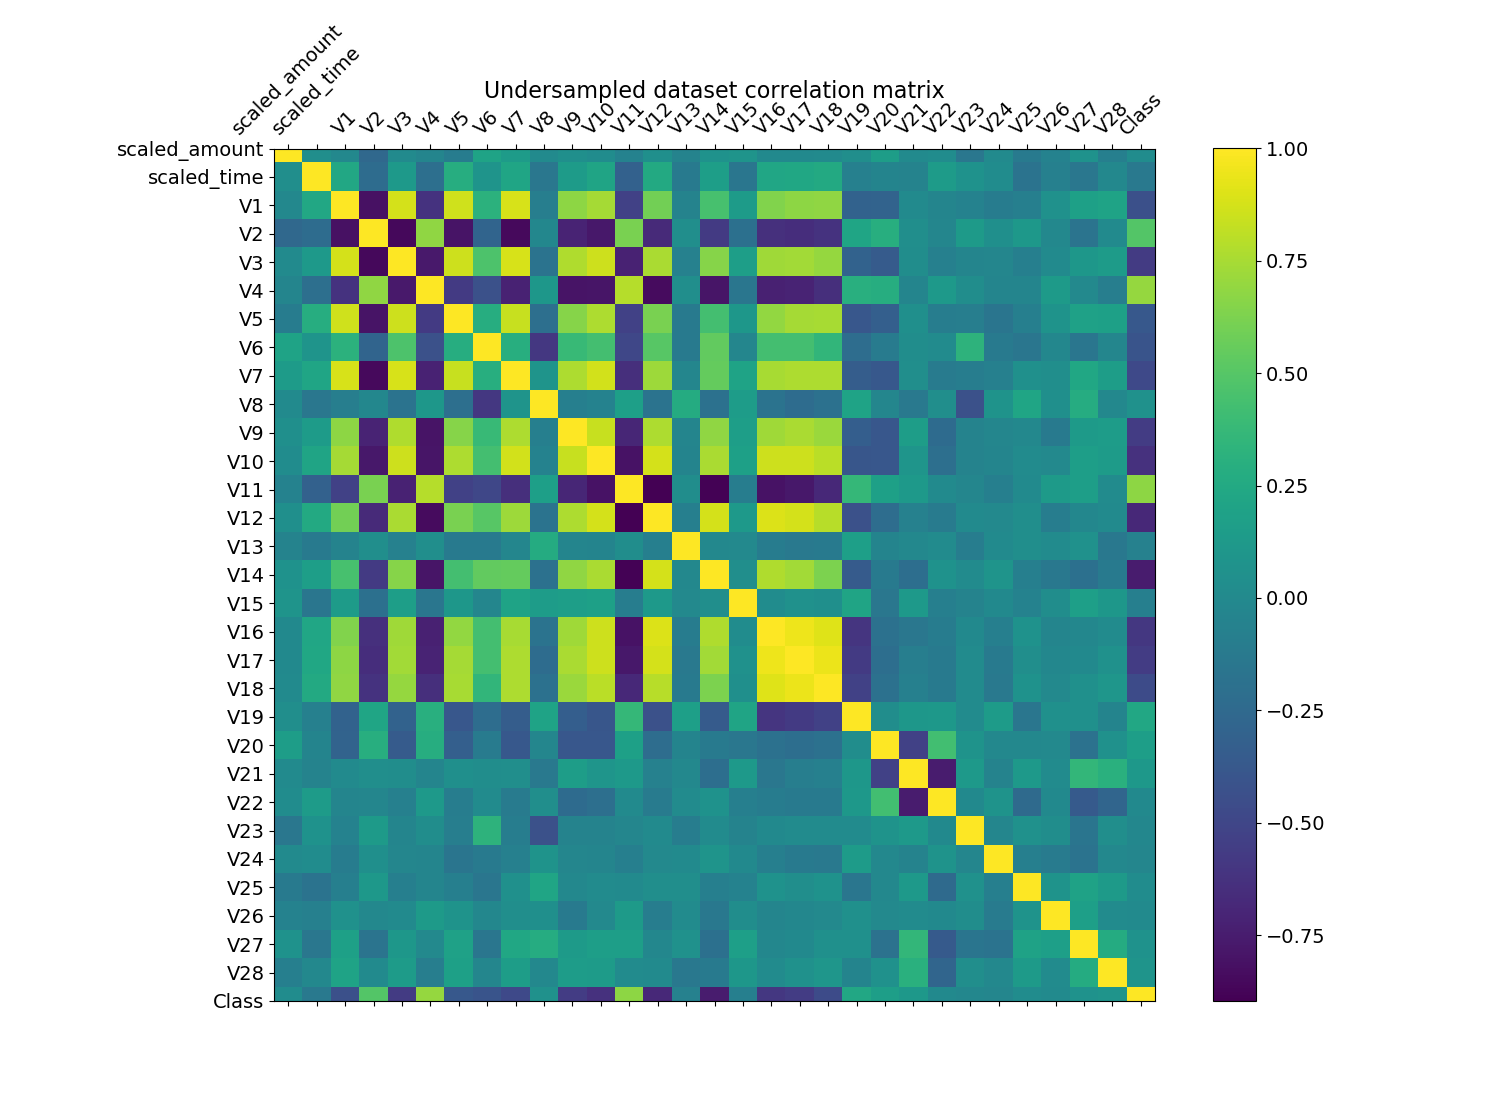 Undersampled dataset correlation matrix
scaled_amount
scaled_time
V1
V2
V3
V4
V5
V6
V7
V8
V9
V10
V11
V12
V13
V14
V15
V16
V17
V18
V19
V20
V21
V22
V23
V24
V25
V26
V27
V28
Class
scaled_amount
scaled_time
V1
V2
V3
V4
V5
V6
V7
V8
V9
V10
V11
V12
V13
V14
V15
V16
V17
V18
V19
V20
V21
V22
V23
V24
V25
V26
V27
V28
Class
1.00
0.75
0.50
0.25
0.00
−0.25
−0.50
−0.75